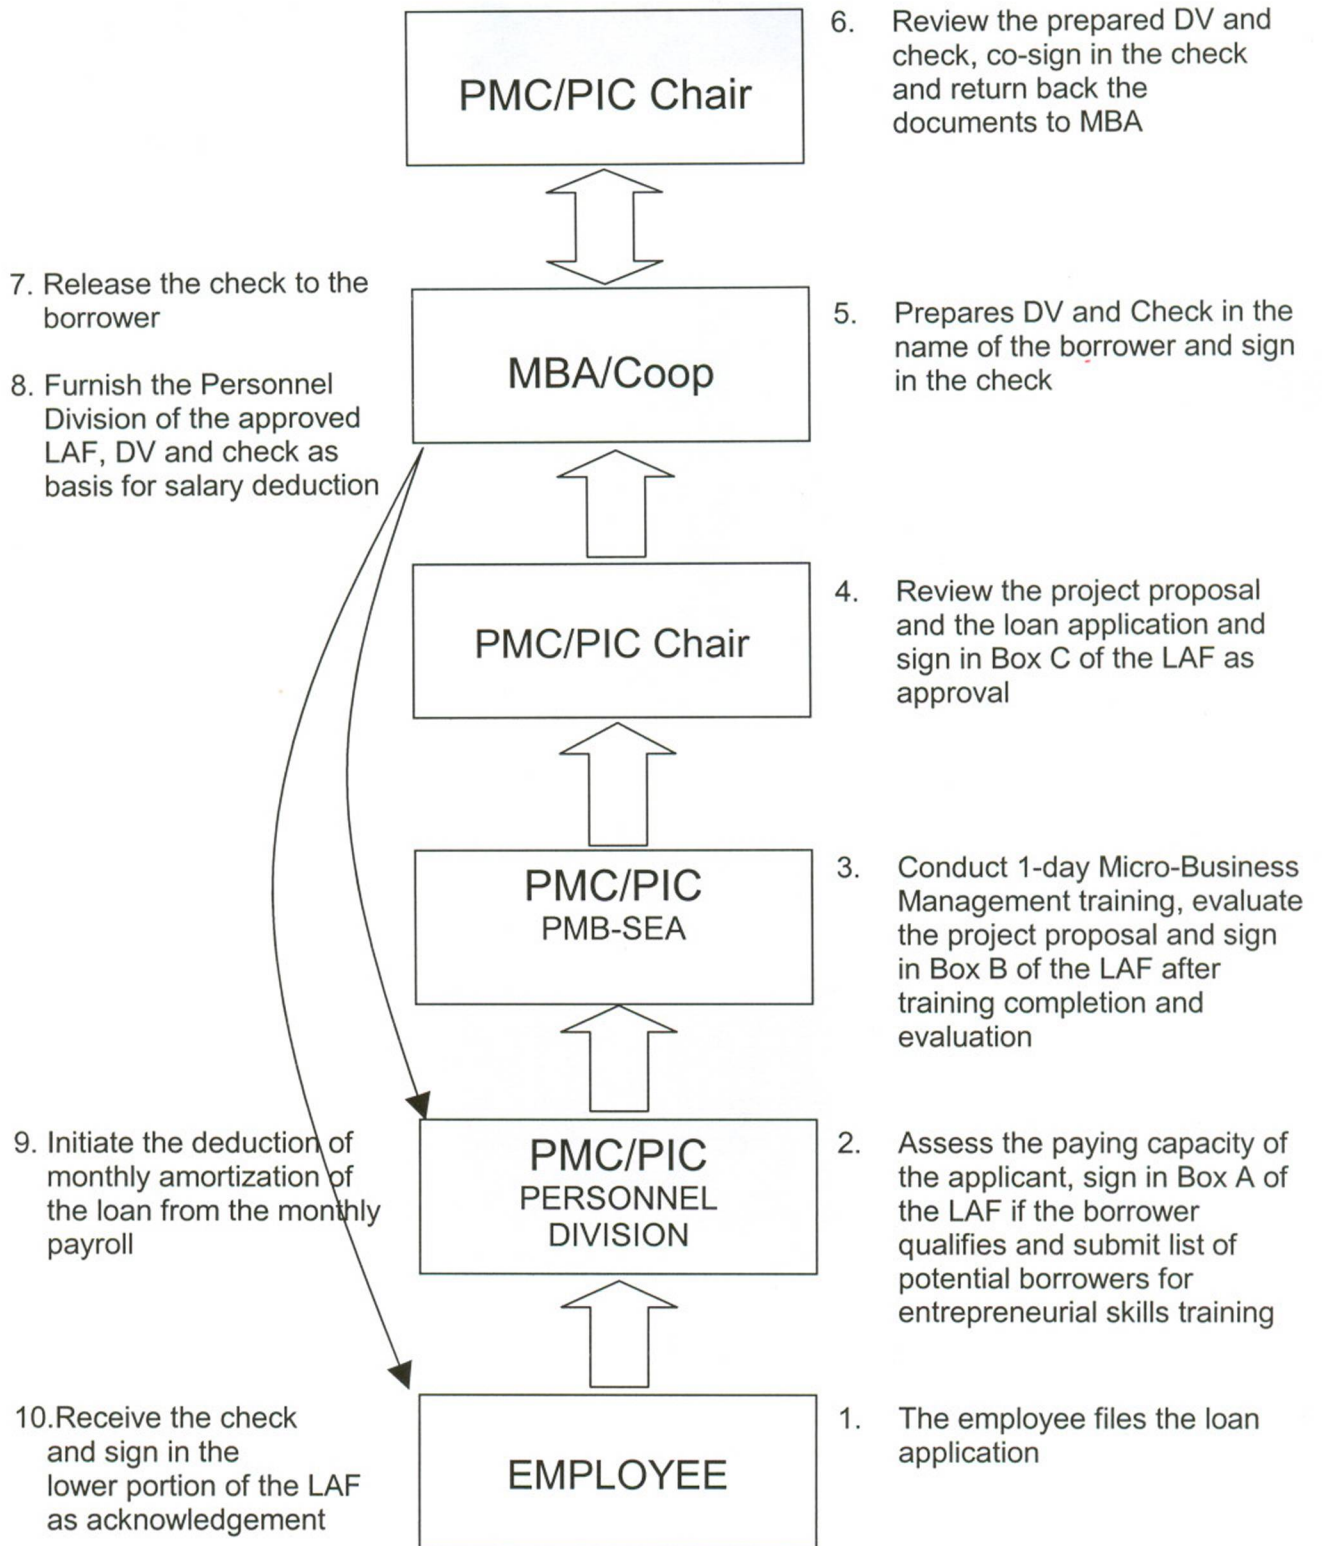 PMC/PIC Chair
6. Review the prepared DV and
check, co-sign in the check
and return back the
documents to MBA
7. Release the check to the
borrower
8. Furnish the Personnel
Division of the approved
LAF, DV and check as
basis for salary deduction
MBA/Coop
5. Prepares DV and Check in the
name of the borrower and sign
in the check
PMC/PIC Chair
4. Review the project proposal
and the loan application and
sign in Box C of the LAF as
approval
PMC/PIC
PMB-SEA
3. Conduct 1-day Micro-Business
Management training, evaluate
the project proposal and sign
in Box B of the LAF after
training completion and
evaluation
9. Initiate the deduction of
monthly amortization of
the loan from the monthly
payroll
PMC/PIC
PERSONNEL
DIVISION
2. Assess the paying capacity of
the applicant, sign in Box A of
the LAF if the borrower
qualifies and submit list of
potential borrowers for
entrepreneurial skills training
10.Receive the check
and sign in the
lower portion of the LAF
as acknowledgement
EMPLOYEE
1. The employee files the loan
application